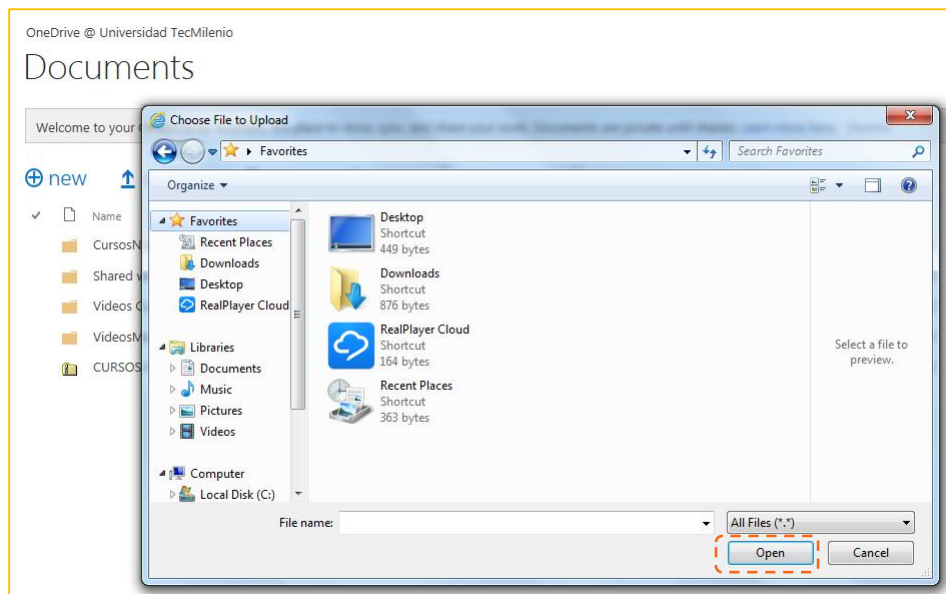 OneDrive @ Universidad TecMilenio
Documents
Welcome to your
Choose File to Upload
Favorites
Search Favorites
new
Organize
Name
CursosN
Shared w
Videos C
VideosM
CURSOS
Favorites
Recent Places
Downloads
Desktop
RealPlayer Cloud
Libraries
Documents
Music
Pictures
Videos
Computer
Local Disk (C:)
Desktop
Shortcut
449 bytes
Downloads
Shortcut
876 bytes
RealPlayer Cloud
Shortcut
164 bytes
Recent Places
Shortcut
363 bytes
Select a file to
preview.
File name:
All Files (*.*)
Open
Cancel